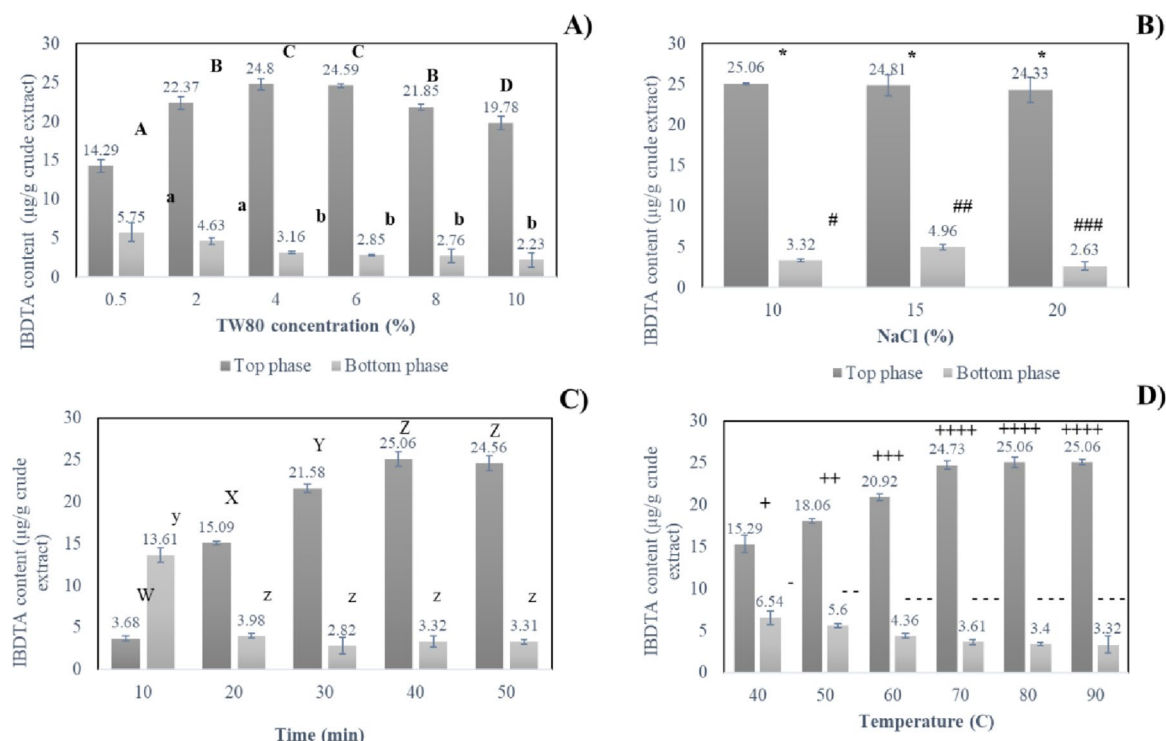 A)
IBDTA content (µg/g crude extract)
30
25
20
15
10
5
0
14.29
22.37
24.8
24.59
21.85
19.78
5.75
4.63
3.16
2.85
2.76
2.23
A
B
C
C
B
D
a
a
b
b
b
b
0.5 2 4 6 8 10
TW80 concentration (%)
Top phase Bottom phase
B)
IBDTA content (µg/g crude extract)
30
25
20
15
10
5
0
*
*
*
25.06
24.81
24.33
#
##
###
3.32
4.96
2.63
10 15 20
NaCl (%)
Top phase Bottom phase
C)
IBDTA content (µg/g crude
extract)
30
25
20
15
10
5
0
W
X
Y
Z
Z
3.68
15.09
21.58
25.06
24.56
y
z
z
z
z
13.61
3.98
2.82
3.32
3.31
10 20 30 40 50
Time (min)
D)
IBDTA content (µg/g crude
extract)
30
25
20
15
10
5
0
+
++
+++
++++
++++
++++
15.29
18.06
20.92
24.73
25.06
25.06
-
--
---
---
---
---
6.54
5.6
4.36
3.61
3.4
3.32
40 50 60 70 80 90
Temperature (C)